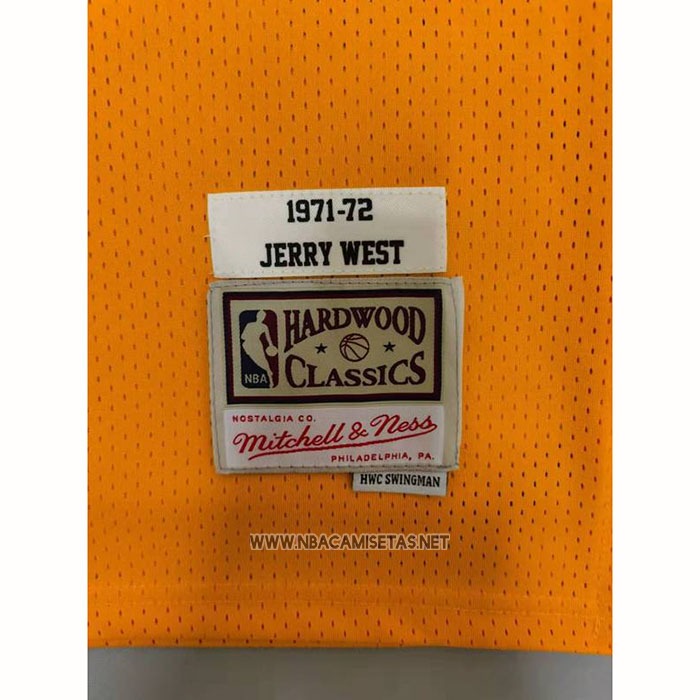 1971-72
JERRY WEST
HARDWOOD
CLASSICS
NBA
NOSTALGIA CO.
Mitchell & Ness
PHILADELPHIA, PA.
HWC SWINGMAN
WWW.NBACAMISETAS.NET